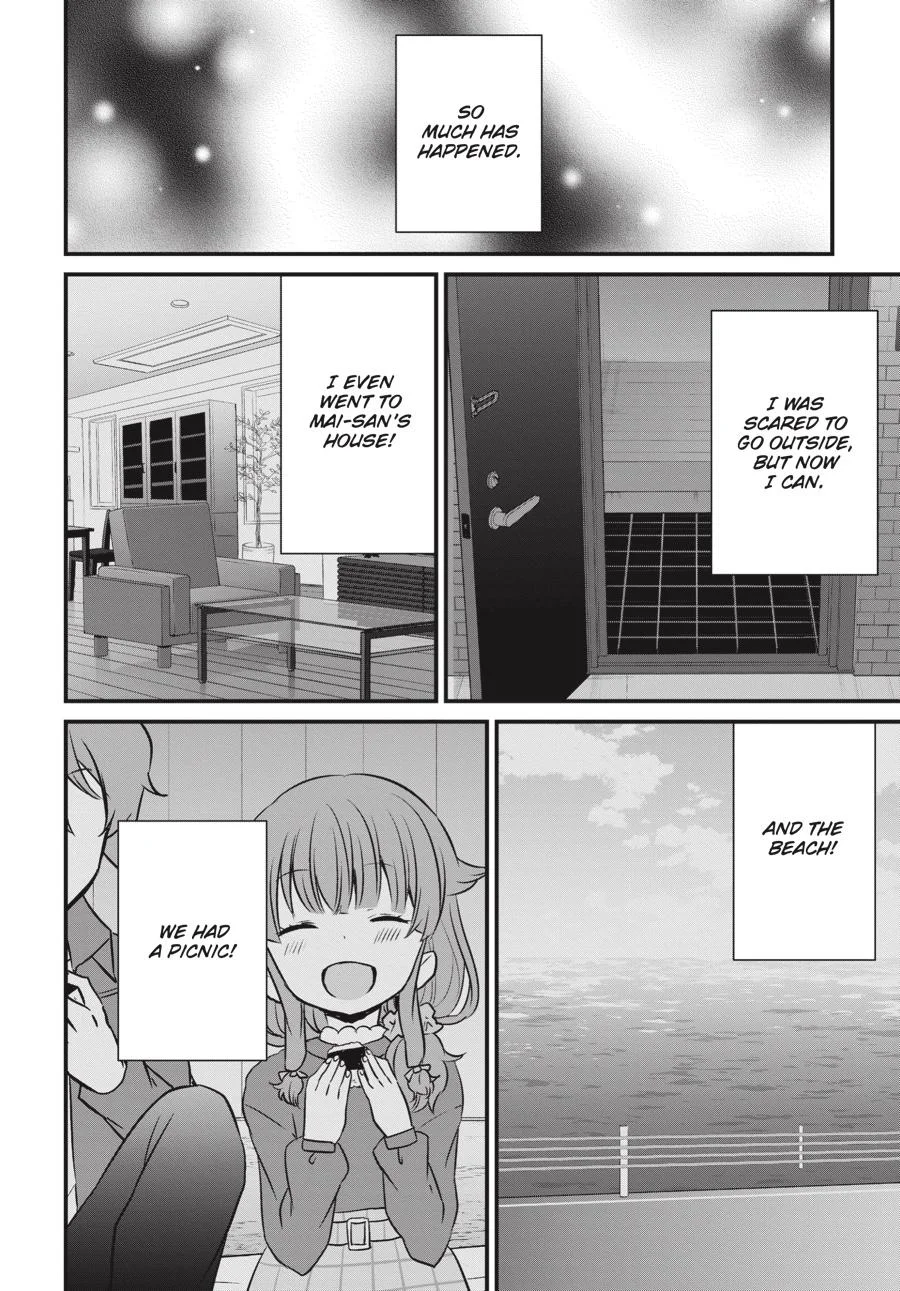 SO
MUCH HAS
HAPPENED.
I WAS
SCARED TO
GO OUTSIDE,
BUT NOW
I CAN.
I EVEN
WENT TO
MAI-SAN'S
HOUSE!
AND THE
BEACH!
WE HAD
A PICNIC!